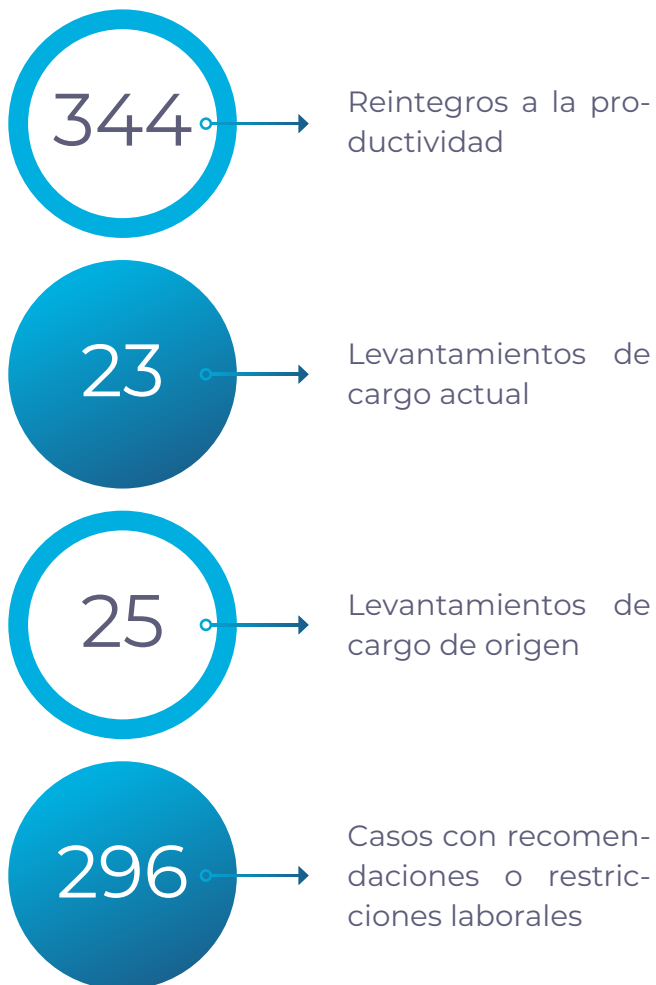 344
Reintegros a la pro-
ductividad
23
Levantamientos de
cargo actual
25
Levantamientos de
cargo de origen
296
Casos con recomen-
daciones o restric-
ciones laborales